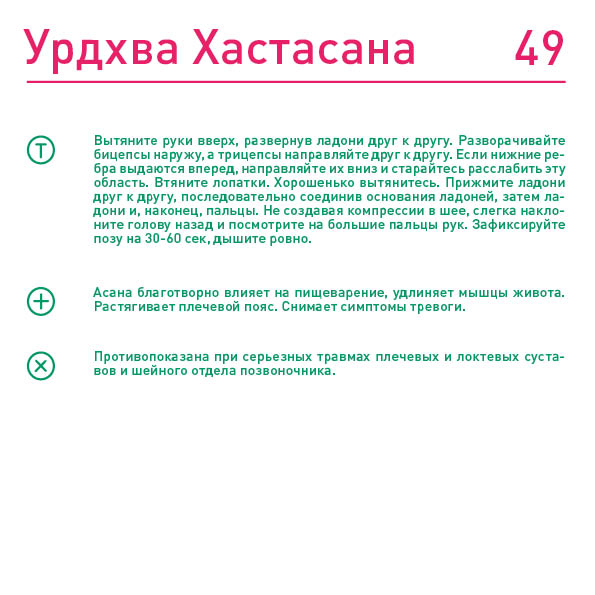 Урдхва Хастасана 49
Т
Вытяните руки вверх, развернув ладони друг к другу. Разворачивайте
бицепсы наружу, а трицепсы направляйте друг к другу. Если нижние ре-
бра выдаются вперед, направляйте их вниз и старайтесь расслабить эту
область. Втяните лопатки. Хорошенько вытянитесь. Прижмите ладони
друг к другу, последовательно соединив основания ладоней, затем ла-
дони и, наконец, пальцы. Не создавая компрессии в шее, слегка накло-
ните голову назад и посмотрите на большие пальцы рук. Зафиксируйте
позу на 30-60 сек, дышите ровно.
Асана благотворно влияет на пищеварение, удлиняет мышцы живота.
Растягивает плечевой пояс. Снимает симптомы тревоги.
Противопоказана при серьезных травмах плечевых и локтевых суста-
вов и шейного отдела позвоночника.